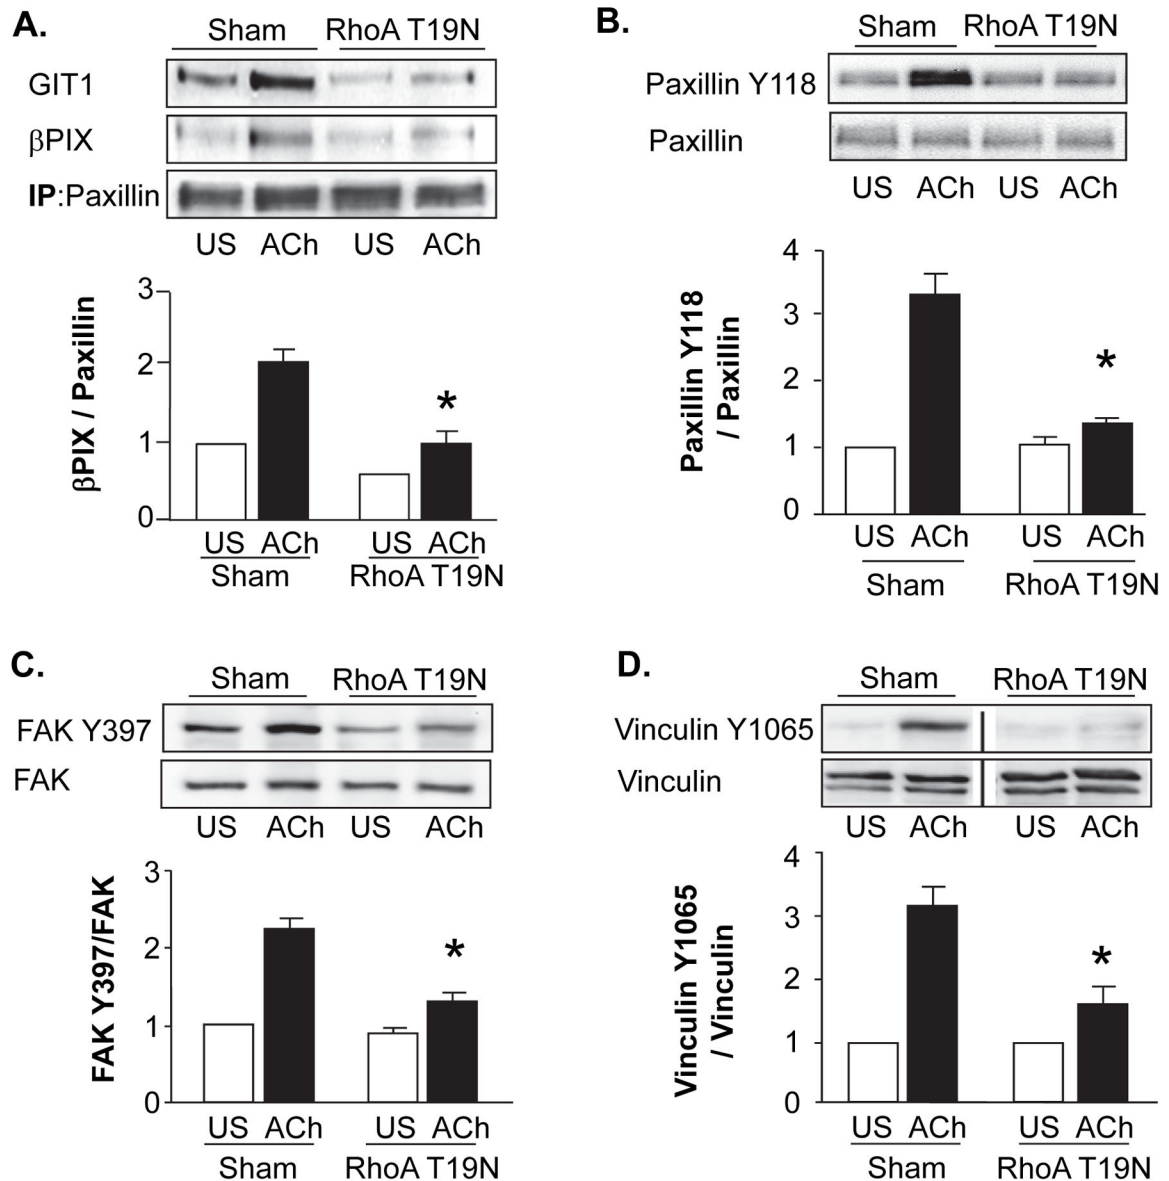 A.
Sham RhoA T19N
GIT1
βPIX
IP:Paxillin
US ACh US ACh
βPIX / Paxillin
3
2
1
0
US ACh US ACh
Sham RhoA T19N
B.
Sham RhoA T19N
Paxillin Y118
Paxillin
US ACh US ACh
Paxillin Y118
/ Paxillin
4
3
2
1
0
*
US ACh US ACh
Sham RhoA T19N
C.
Sham RhoA T19N
FAK Y397
FAK
US ACh US ACh
FAK Y397/FAK
3
2
1
0
*
US ACh US ACh
Sham RhoA T19N
D.
Sham RhoA T19N
Vinculin Y1065
Vinculin
US ACh US ACh
Vinculin Y1065
/ Vinculin
4
3
2
1
0
*
US ACh US ACh
Sham RhoA T19N